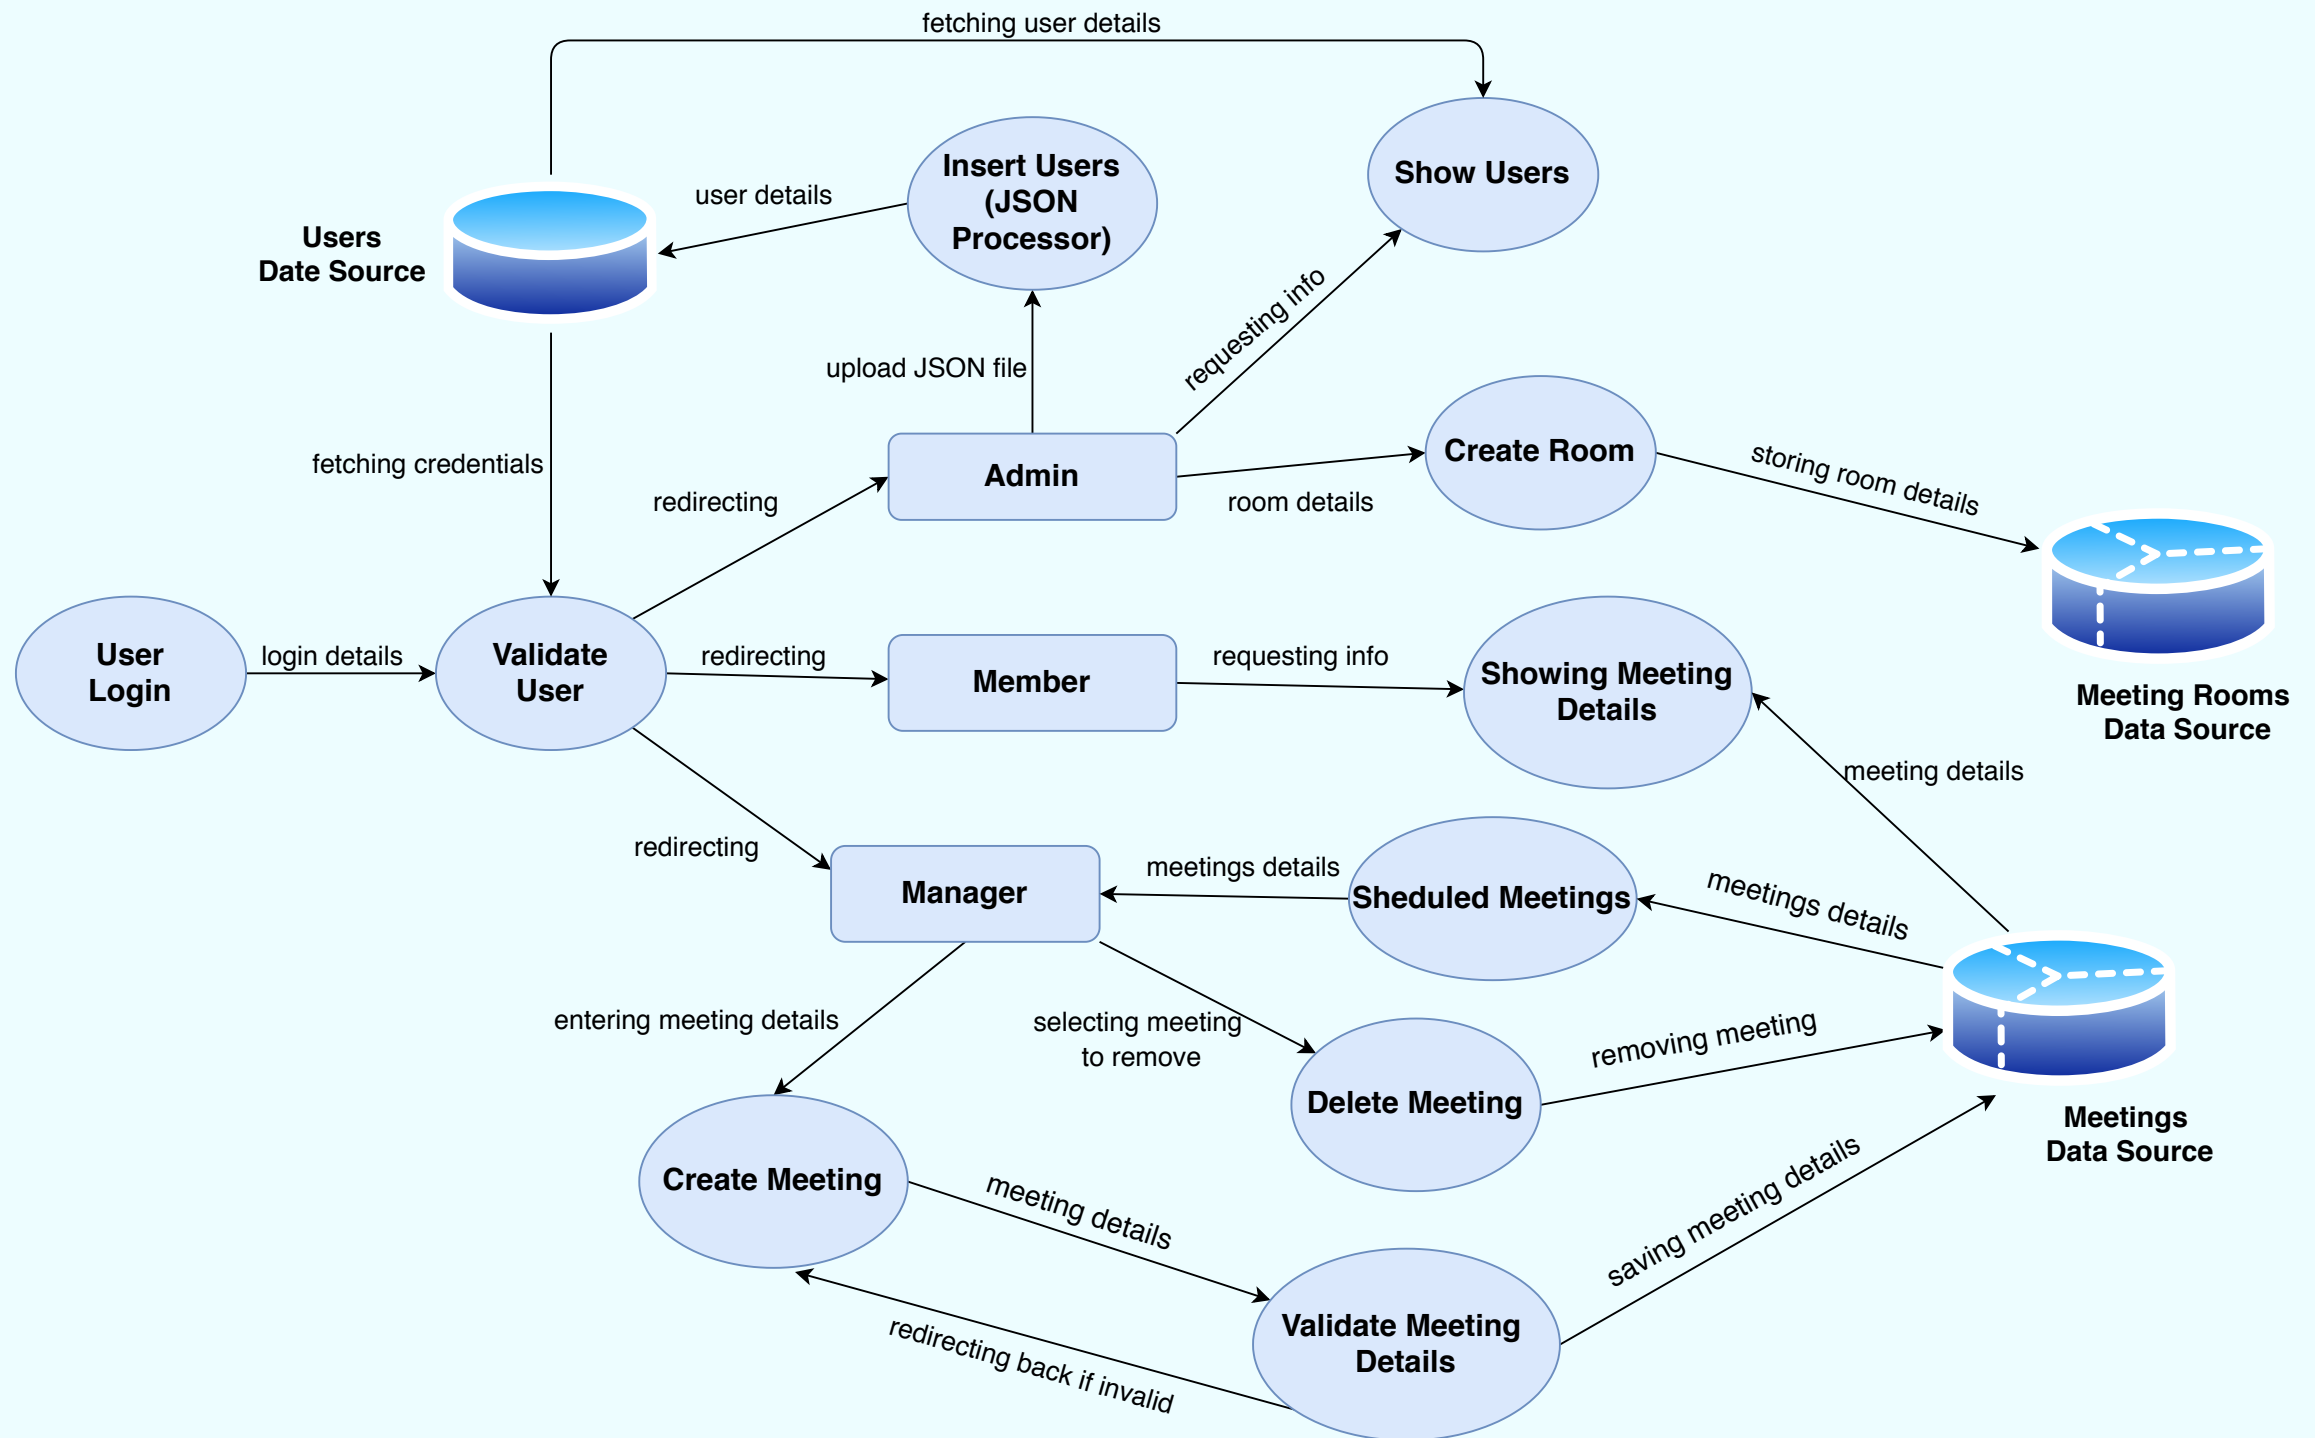 fetching user details
Insert Users
(JSON
Processor)
Show Users
user details
Users
Date Source
requesting info
upload JSON file
fetching credentials
redirecting
Admin
room details
Create Room
storing room details
User
Login
login details
Validate
User
redirecting
Member
requesting info
Showing Meeting
Details
Meeting Rooms
Data Source
meeting details
redirecting
Manager
meetings details
Sheduled Meetings
meetings details
entering meeting details
selecting meeting
to remove
Delete Meeting
removing meeting
Meetings
Data Source
Create Meeting
meeting details
saving meeting details
Validate Meeting
Details
redirecting back if invalid